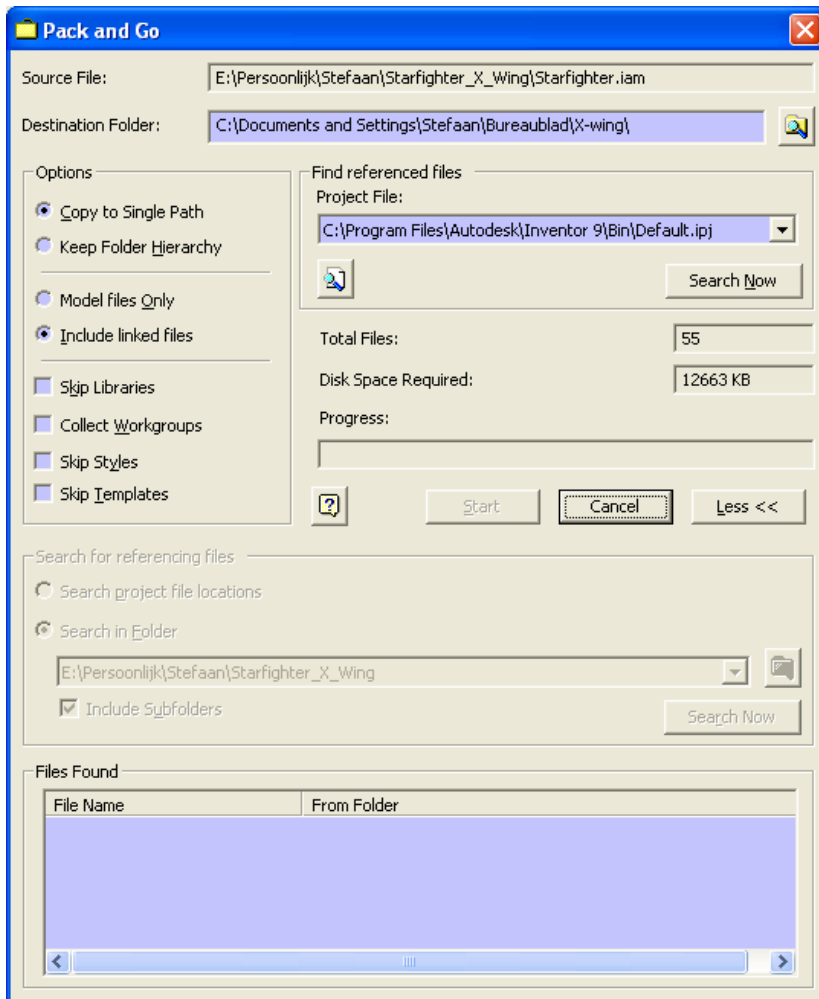 Pack and Go
Source File: E:\Persoonlijk\Stefaan\Starfighter_X_Wing\Starfighter.iam
Destination Folder: C:\Documents and Settings\Stefaan\Bureaublad\X-wing\
Options
Copy to Single Path
Keep Folder Hierarchy
Model files Only
Include linked files
Skip Libraries
Collect Workgroups
Skip Styles
Skip Templates
Find referenced files
Project File:
C:\Program Files\Autodesk\Inventor 9\Bin\Default.ipj
Search Now
Total Files: 55
Disk Space Required: 12663 KB
Progress:
Start Cancel Less <<
Search for referencing files
Search project file locations
Search in Folder
E:\Persoonlijk\Stefaan\Starfighter_X_Wing
Include Subfolders
Search Now
Files Found
File Name From Folder